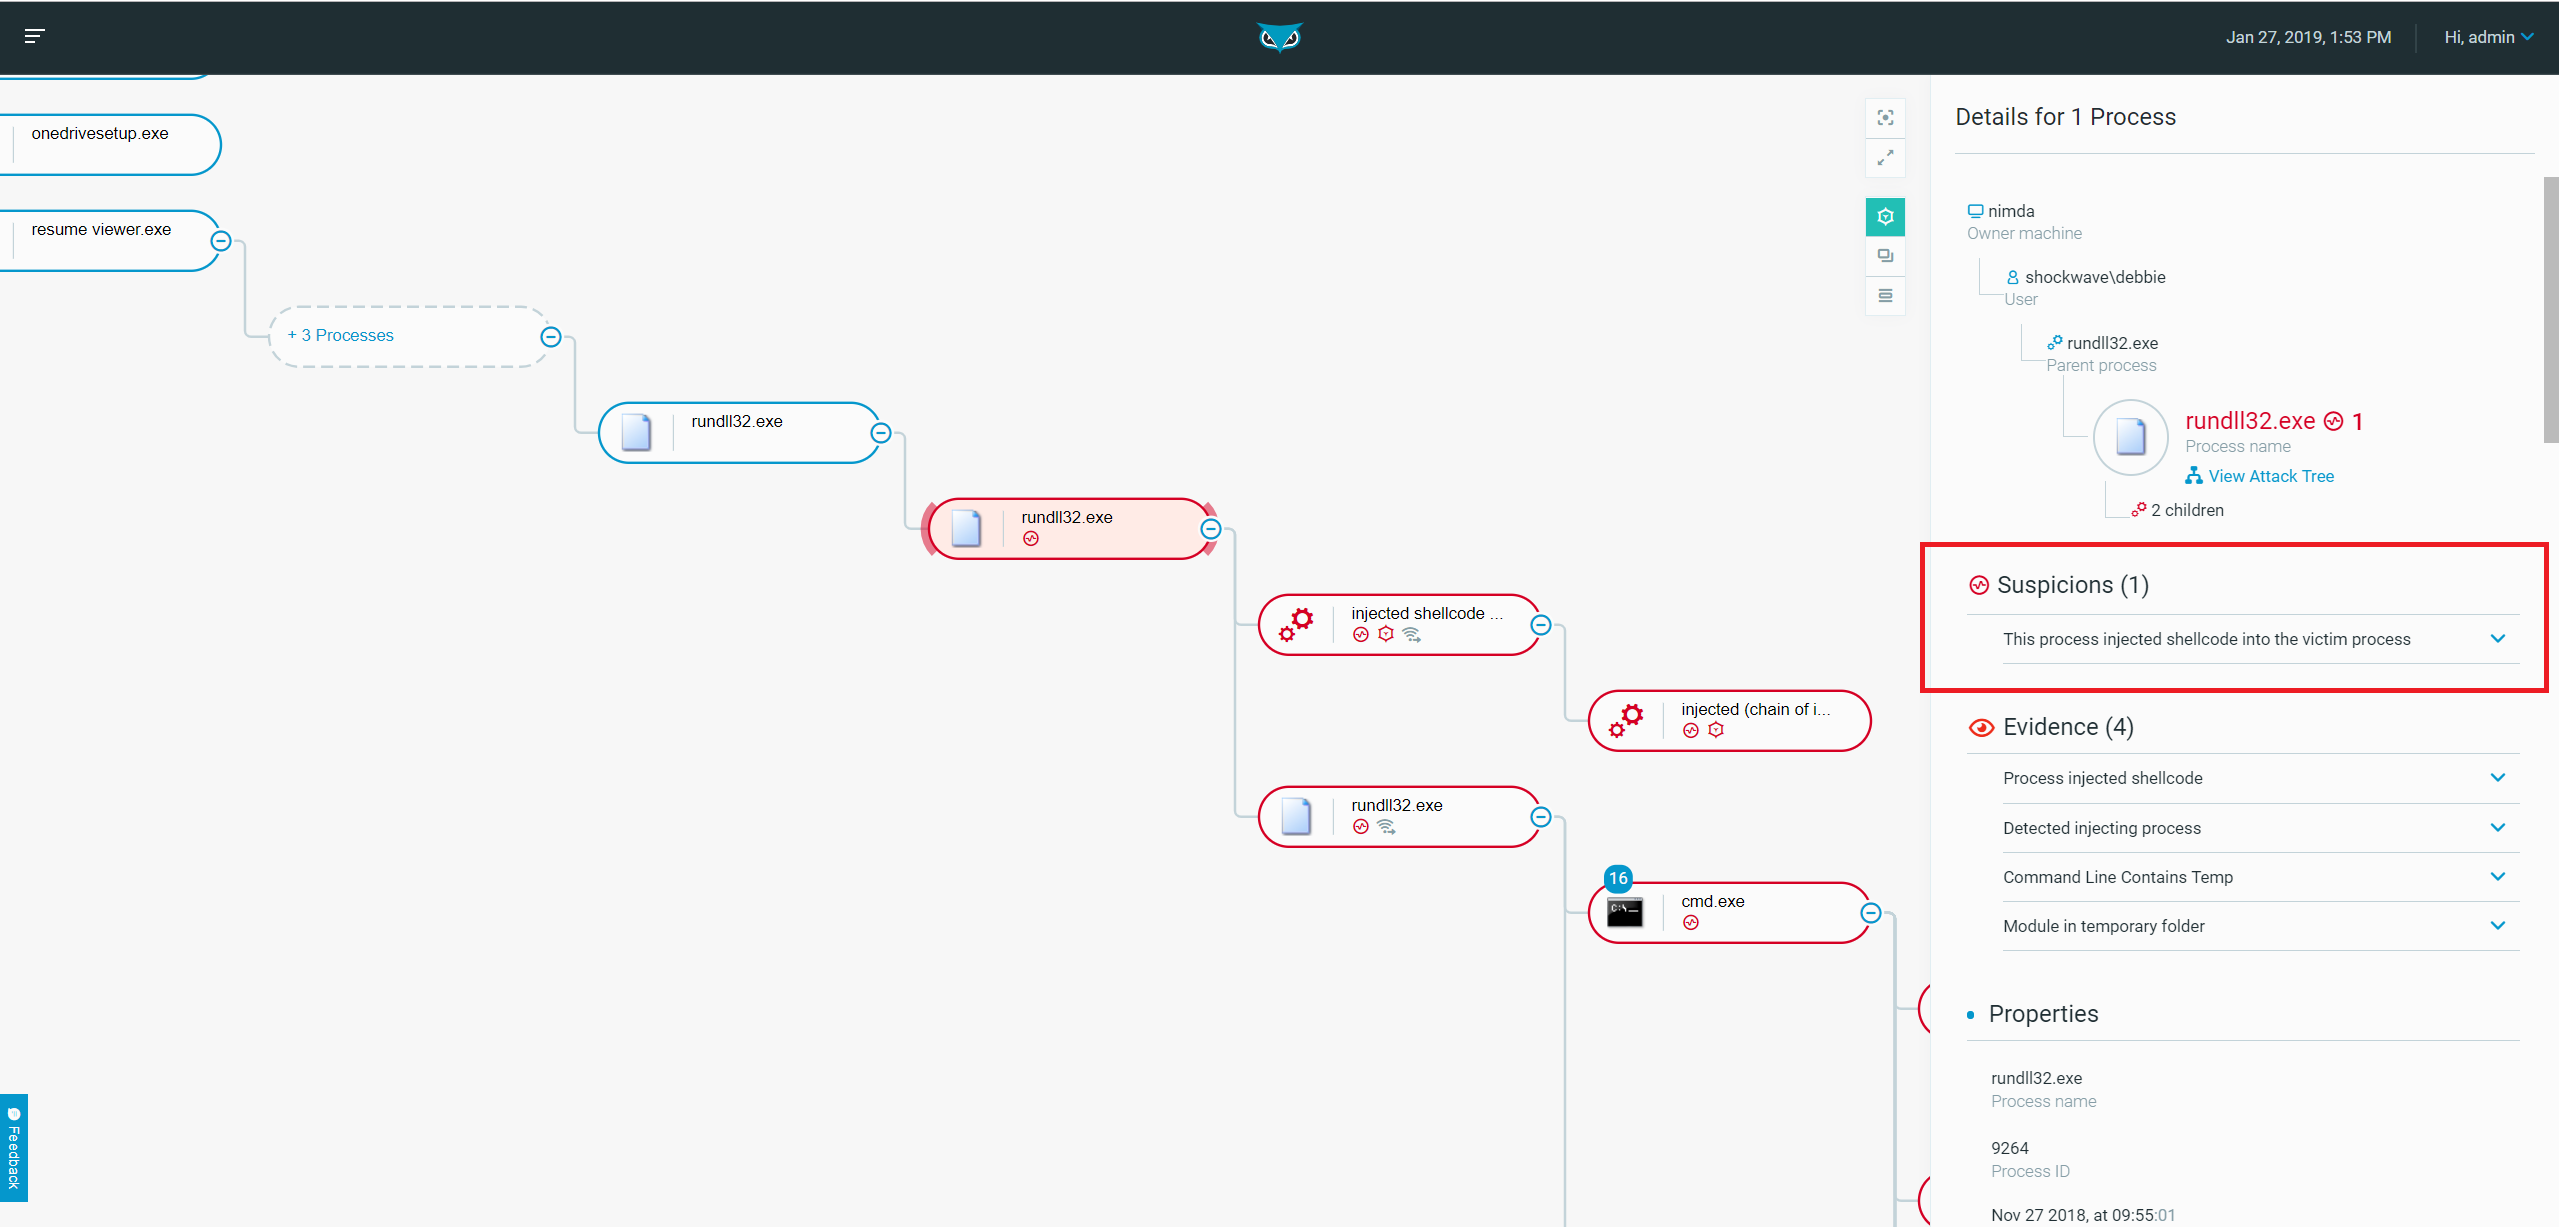 Jan 27, 2019, 1:53 PM
Hi, admin
onedrivesetup.exe
resume viewer.exe
+ 3 Processes
rundll32.exe
rundll32.exe
injected shellcode ...
injected (chain of i...
rundll32.exe
16
cmd.exe
C:\_
Feedback
Details for 1 Process
nimda
Owner machine
shockwave\debbie
User
rundll32.exe
Parent process
rundll32.exe 1
Process name
View Attack Tree
2 children
Suspicions (1)
This process injected shellcode into the victim process
Evidence (4)
Process injected shellcode
Detected injecting process
Command Line Contains Temp
Module in temporary folder
Properties
rundll32.exe
Process name
9264
Process ID
Nov 27 2018, at 09:55:01